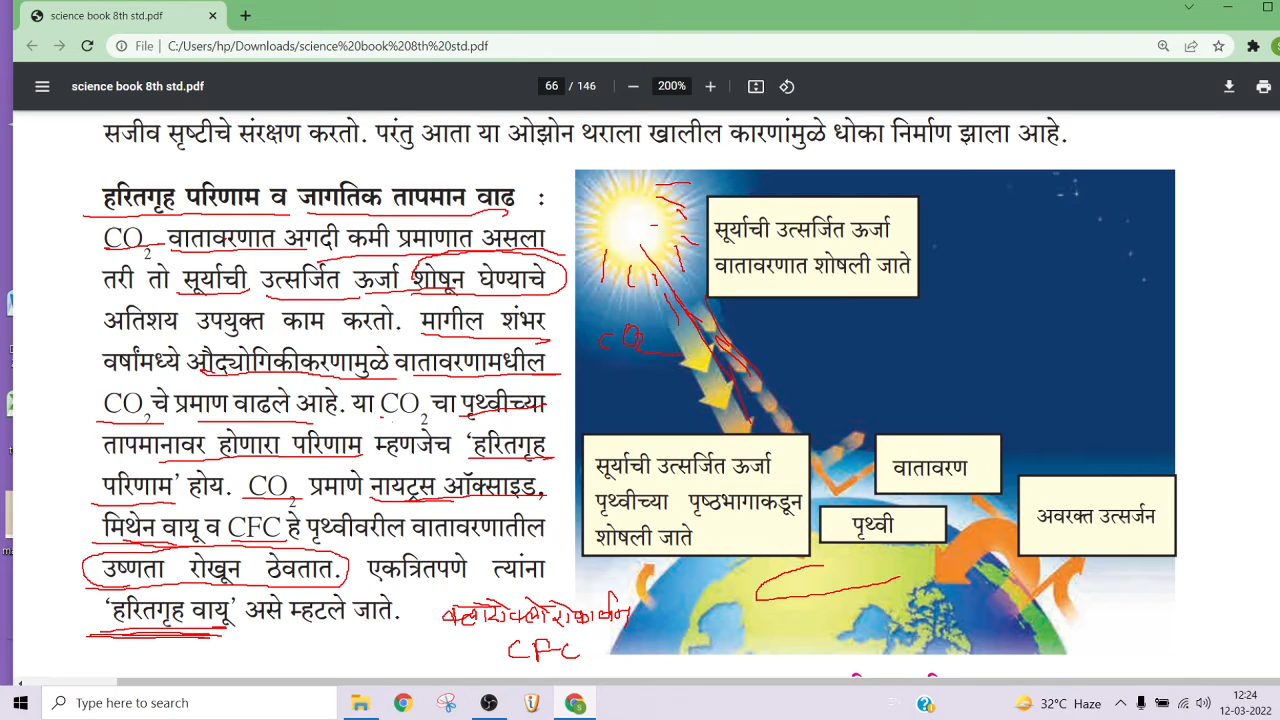 science book 8th std.pdf
File C:/Users/hp/Downloads/science%20book%208th%20std.pdf
science book 8th std.pdf
66 / 146
200%
सजीव सृष्टीचे संरक्षण करतो. परंतु आता या ओझोन थराला खालील कारणांमुळे धोका निर्माण झाला आहे.
हरितगृह परिणाम व जागतिक तापमान वाढ :
CO2 वातावरणात अगदी कमी प्रमाणात असला
तरी तो सूर्याची उत्सर्जित ऊर्जा शोषून घेण्याचे
अतिशय उपयुक्त काम करतो. मागील शंभर
वर्षांमध्ये औद्योगिकीकरणामुळे वातावरणामधील
CO2चे प्रमाण वाढले आहे. या CO2चा पृथ्वीच्या
तापमानावर होणारा परिणाम म्हणजेच ‘हरितगृह
परिणाम’ होय. CO2 प्रमाणे नायट्रस ऑक्साइड,
मिथेन वायू व CFC हे पृथ्वीवरील वातावरणातील
उष्णता रोखून ठेवतात. एकत्रितपणे त्यांना
‘हरितगृह वायू’ असे म्हटले जाते.
सूर्याची उत्सर्जित ऊर्जा
वातावरणात शोषली जाते
CO
सूर्याची उत्सर्जित ऊर्जा
पृथ्वीच्या पृष्ठभागाकडून
शोषली जाते
वातावरण
पृथ्वी
अवरक्त उत्सर्जन
क्लोरोफ्लोरोकार्बन
CFC
Type here to search
32°C Haze
12:24
12-03-2022